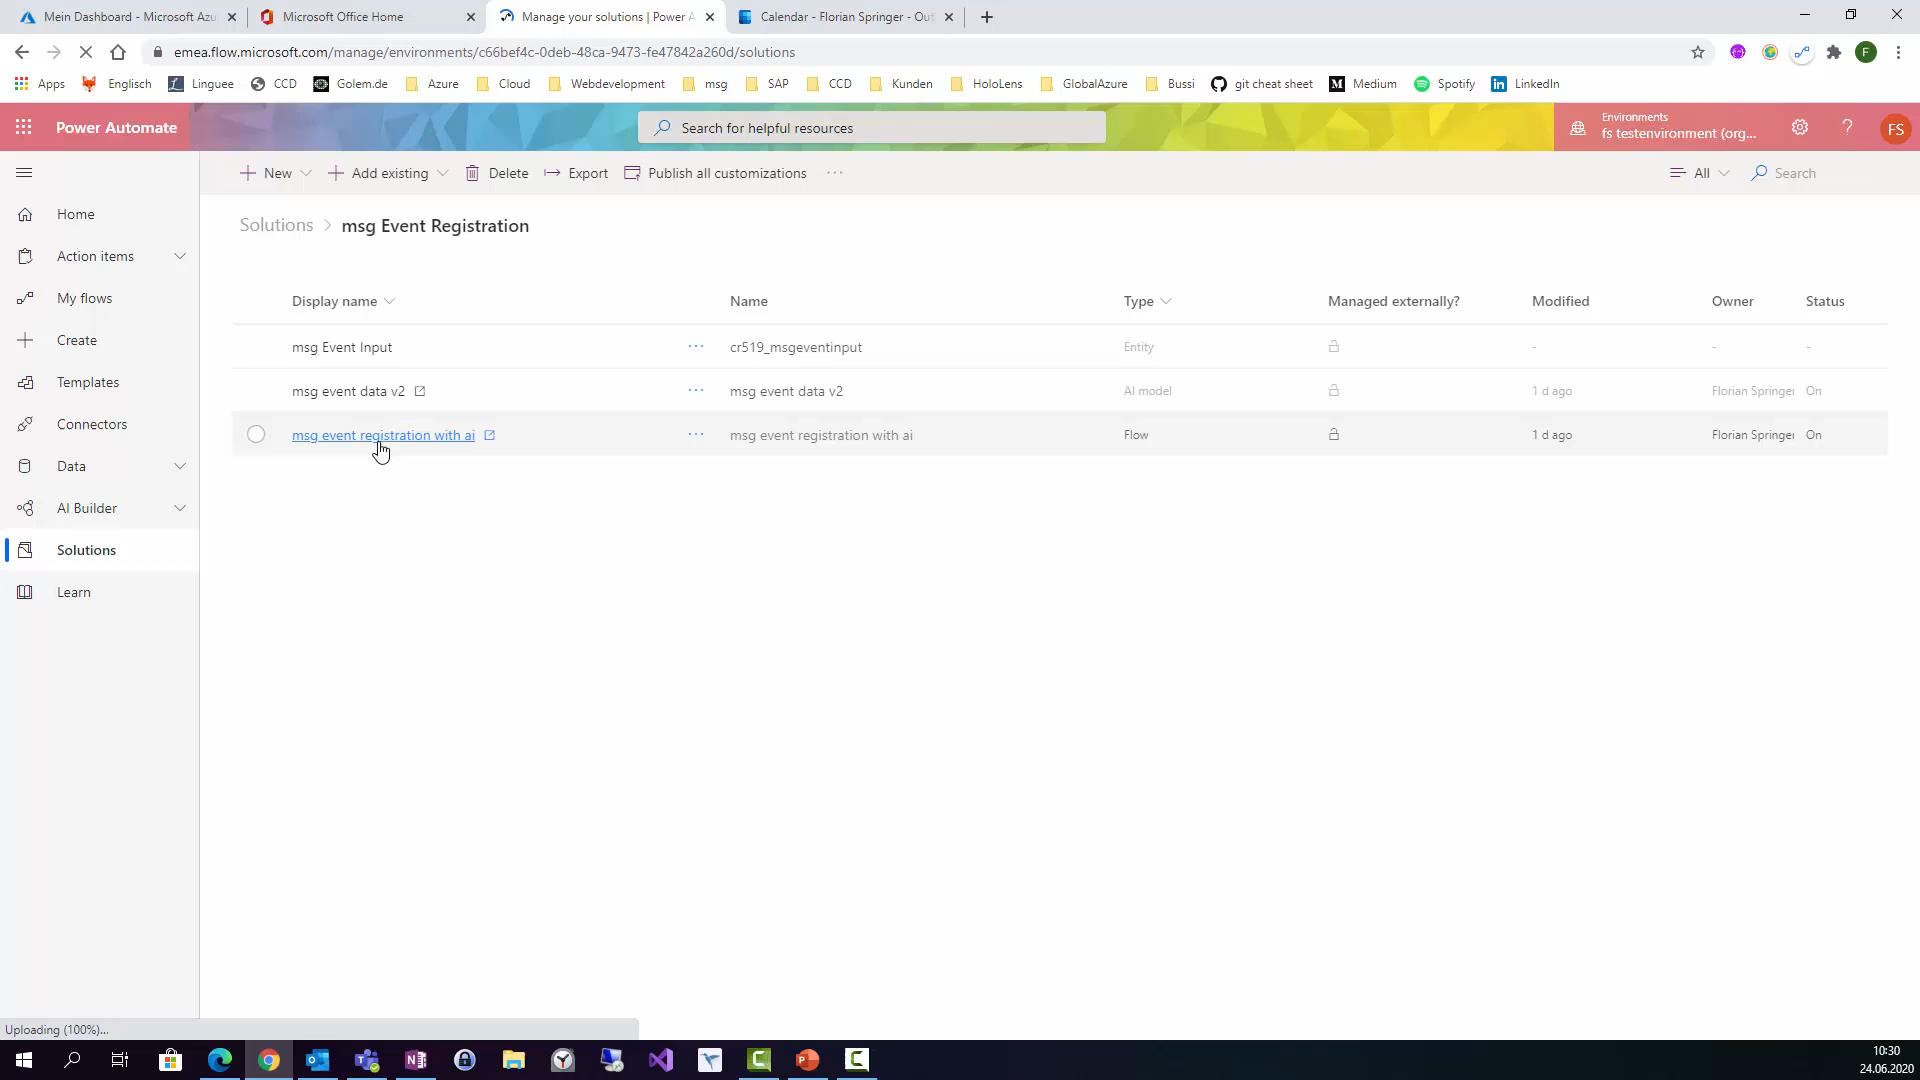 Mein Dashboard - Microsoft Azu
Microsoft Office Home
Manage your solutions | Power A
Calendar - Florian Springer - Out
emea.flow.microsoft.com/manage/environments/c66bef4c-0deb-48ca-9473-fe47842a260d/solutions
F
Apps
Englisch
Linguee
CCD
Golem.de
Azure
Cloud
Webdevelopment
msg
SAP
CCD
Kunden
HoloLens
GlobalAzure
Bussi
git cheat sheet
Medium
Spotify
LinkedIn
Power Automate
Search for helpful resources
Environments
fs testenvironment (org...
?
FS
New
Add existing
Delete
Export
Publish all customizations
...
All
Search
Home
Action items
My flows
Create
Templates
Connectors
Data
AI Builder
Solutions
Learn
Solutions > msg Event Registration
Display name
Name
Type
Managed externally?
Modified
Owner
Status
msg Event Input ... cr519_msgeventinput Entity - - -
msg event data v2 ... msg event data v2 AI model 1 d ago Florian Springer On
msg event registration with ai ... msg event registration with ai Flow 1 d ago Florian Springer On
Uploading (100%)...
10:30
24.06.2020